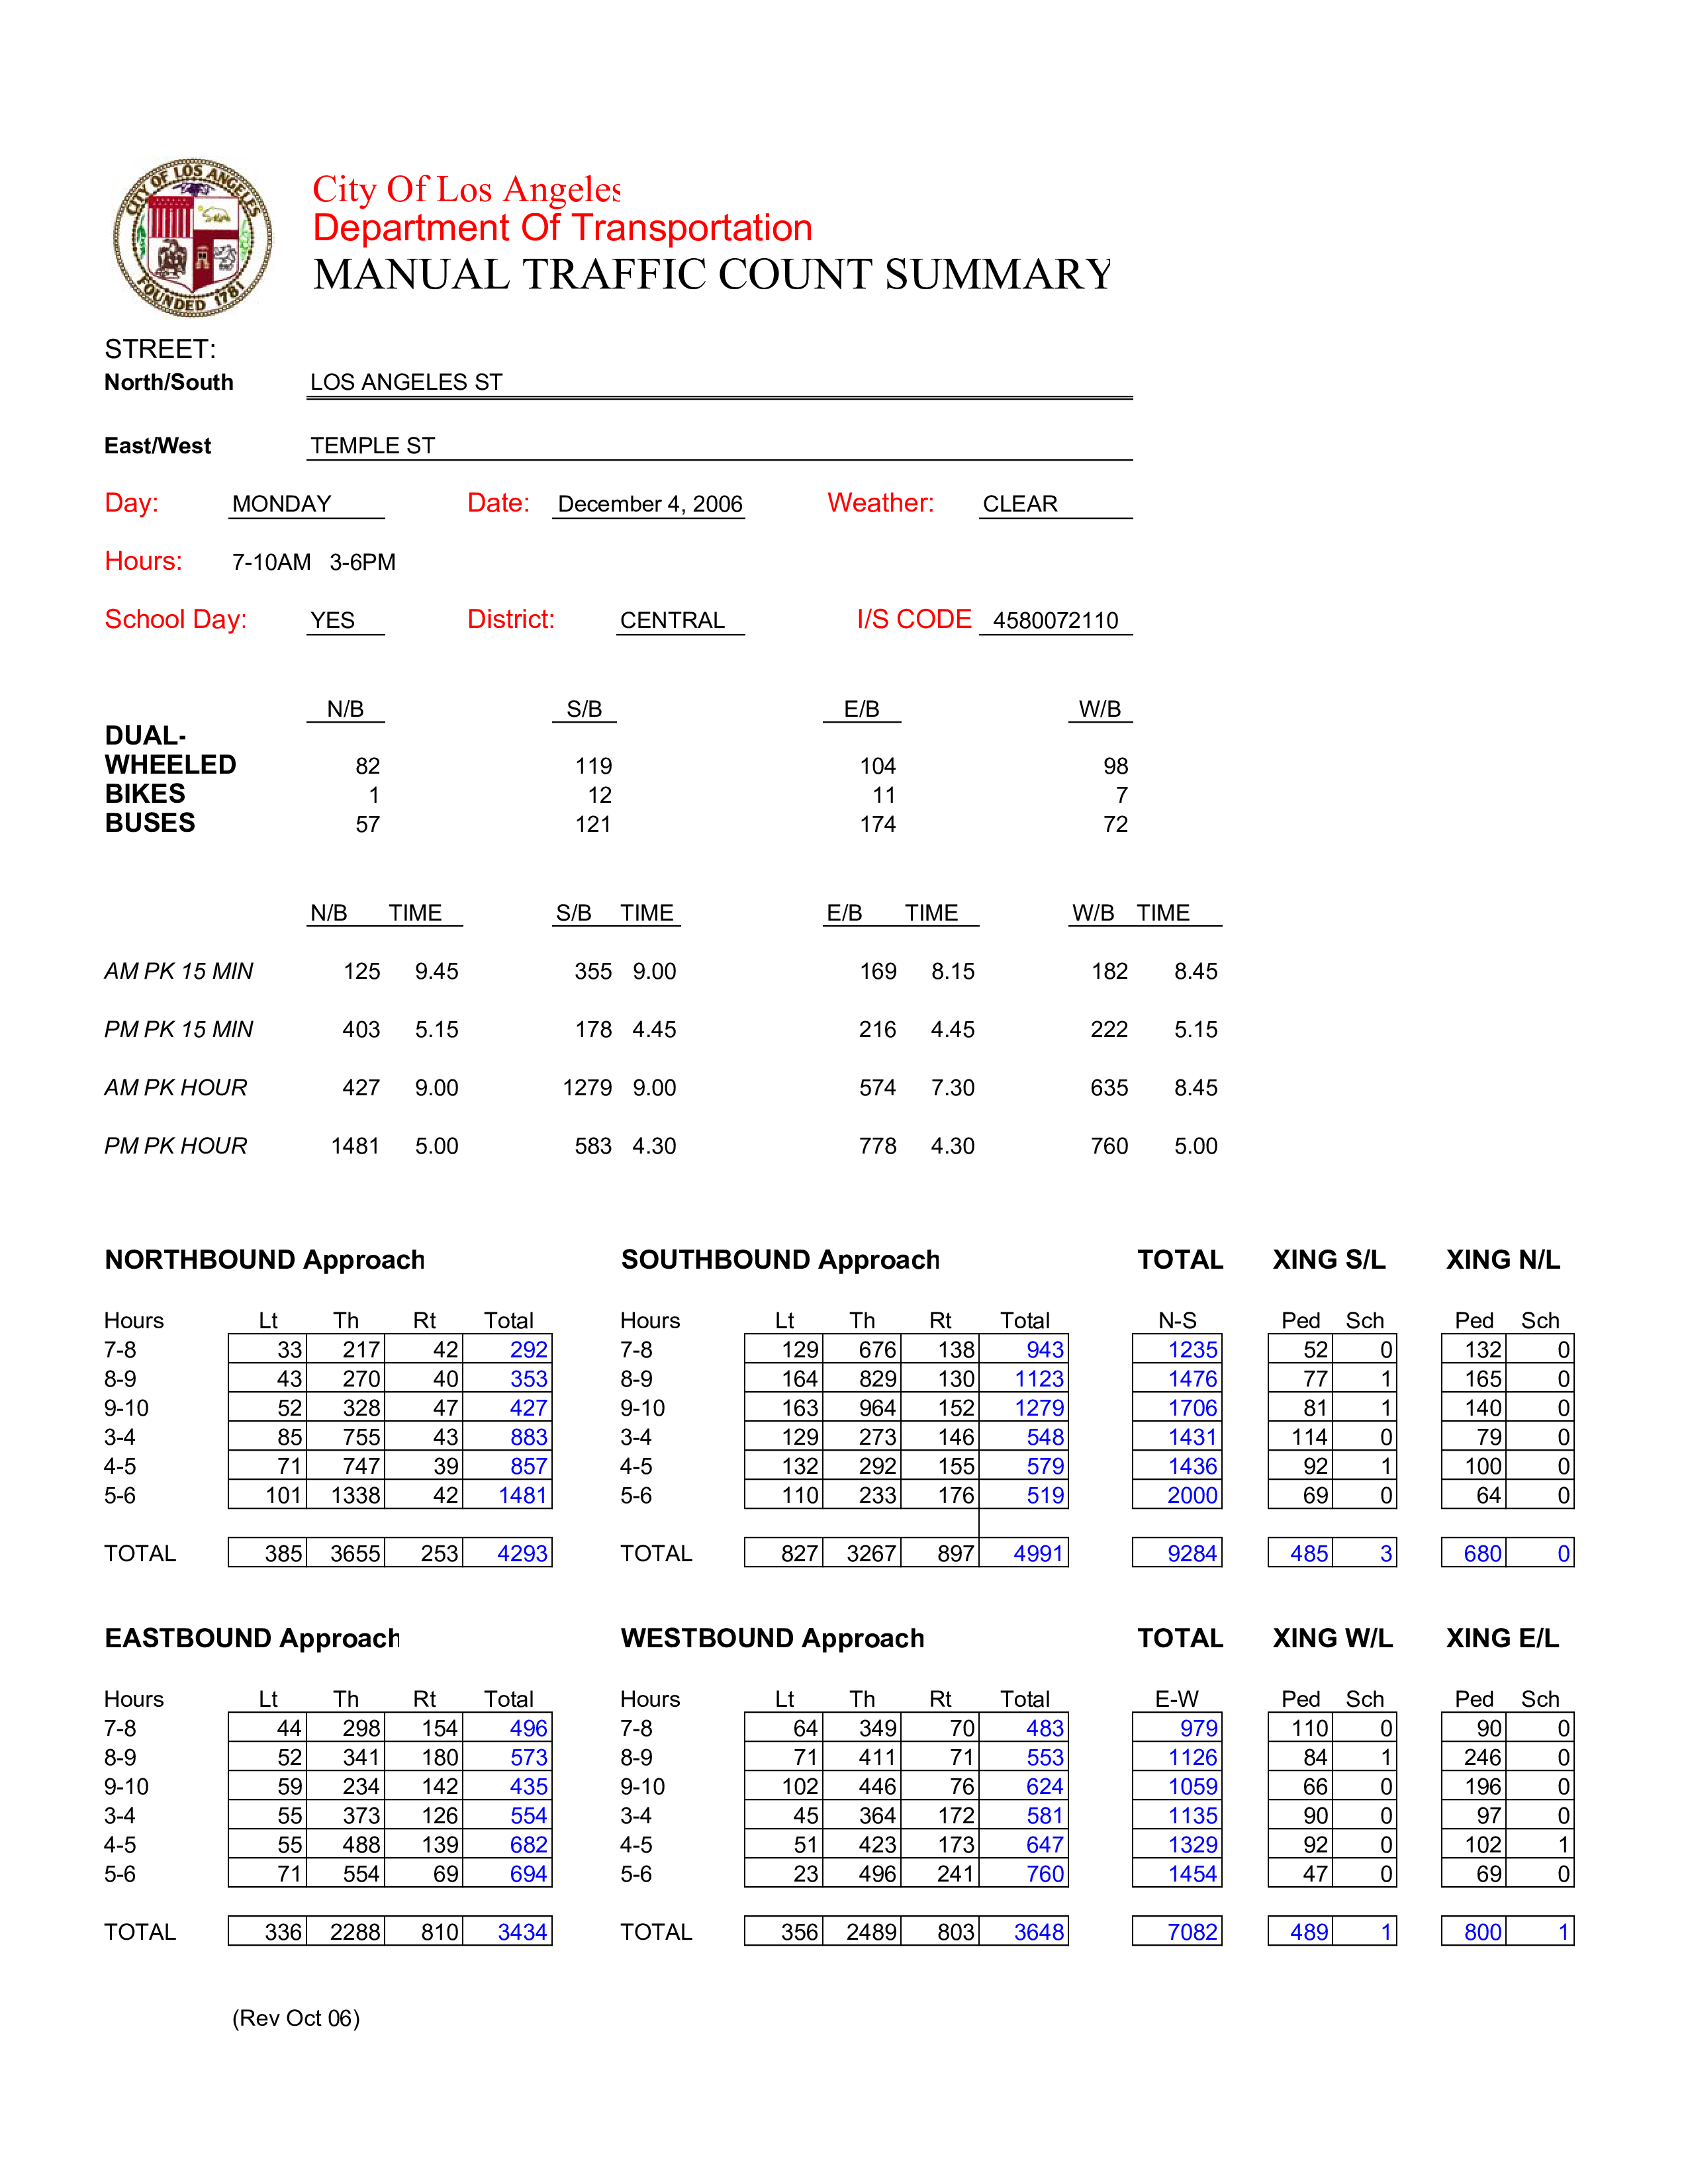 CITY OF LOS ANGELES
FOUNDED 1781
City Of Los Angeles
Department Of Transportation
MANUAL TRAFFIC COUNT SUMMARY
STREET:
North/South LOS ANGELES ST
East/West TEMPLE ST
Day: MONDAY Date: December 4, 2006 Weather: CLEAR
Hours: 7-10AM 3-6PM
School Day: YES District: CENTRAL I/S CODE 4580072110
N/B S/B E/B W/B
DUAL-
WHEELED 82 119 104 98
BIKES 1 12 11 7
BUSES 57 121 174 72
N/B TIME S/B TIME E/B TIME W/B TIME
AM PK 15 MIN 125 9.45 355 9.00 169 8.15 182 8.45
PM PK 15 MIN 403 5.15 178 4.45 216 4.45 222 5.15
AM PK HOUR 427 9.00 1279 9.00 574 7.30 635 8.45
PM PK HOUR 1481 5.00 583 4.30 778 4.30 760 5.00
NORTHBOUND Approach SOUTHBOUND Approach TOTAL XING S/L XING N/L
Hours Lt Th Rt Total Hours Lt Th Rt Total N-S Ped Sch Ped Sch
7-8 33 217 42 292 7-8 129 676 138 943 1235 52 0 132 0
8-9 43 270 40 353 8-9 164 829 130 1123 1476 77 1 165 0
9-10 52 328 47 427 9-10 163 964 152 1279 1706 81 1 140 0
3-4 85 755 43 883 3-4 129 273 146 548 1431 114 0 79 0
4-5 71 747 39 857 4-5 132 292 155 579 1436 92 1 100 0
5-6 101 1338 42 1481 5-6 110 233 176 519 2000 69 0 64 0
TOTAL 385 3655 253 4293 TOTAL 827 3267 897 4991 9284 485 3 680 0
EASTBOUND Approach WESTBOUND Approach TOTAL XING W/L XING E/L
Hours Lt Th Rt Total Hours Lt Th Rt Total E-W Ped Sch Ped Sch
7-8 44 298 154 496 7-8 64 349 70 483 979 110 0 90 0
8-9 52 341 180 573 8-9 71 411 71 553 1126 84 1 246 0
9-10 59 234 142 435 9-10 102 446 76 624 1059 66 0 196 0
3-4 55 373 126 554 3-4 45 364 172 581 1135 90 0 97 0
4-5 55 488 139 682 4-5 51 423 173 647 1329 92 0 102 1
5-6 71 554 69 694 5-6 23 496 241 760 1454 47 0 69 0
TOTAL 336 2288 810 3434 TOTAL 356 2489 803 3648 7082 489 1 800 1
(Rev Oct 06)